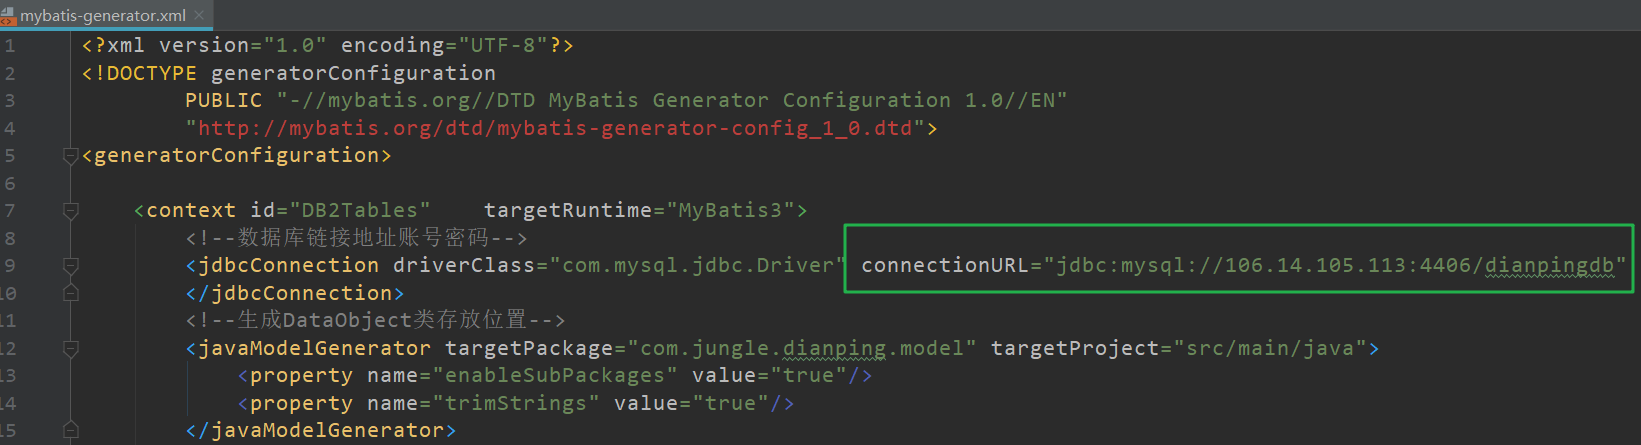 mybatis-generator.xml
1 <?xml version="1.0" encoding="UTF-8"?>
2 <!DOCTYPE generatorConfiguration
3 PUBLIC "-//mybatis.org//DTD MyBatis Generator Configuration 1.0//EN"
4 "http://mybatis.org/dtd/mybatis-generator-config_1_0.dtd">
5 <generatorConfiguration>
6
7 <context id="DB2Tables" targetRuntime="MyBatis3">
8 <!--数据库链接地址账号密码-->
9 <jdbcConnection driverClass="com.mysql.jdbc.Driver" connectionURL="jdbc:mysql://106.14.105.113:4406/dianpingdb"
10 </jdbcConnection>
11 <!--生成DataObject类存放位置-->
12 <javaModelGenerator targetPackage="com.jungle.dianping.model" targetProject="src/main/java">
13 <property name="enableSubPackages" value="true"/>
14 <property name="trimStrings" value="true"/>
15 </javaModelGenerator>